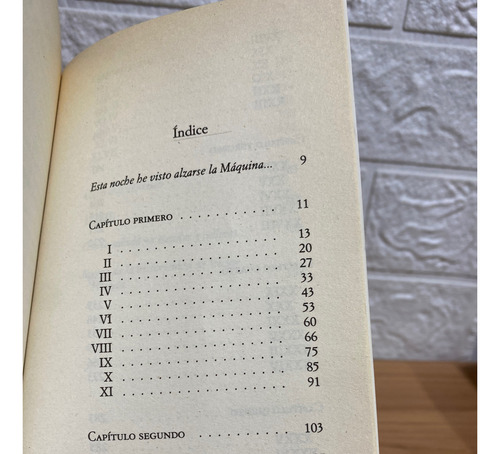 Índice
Esta noche he visto alzarse la Máquina... 9
CAPÍTULO PRIMERO . . . . . . . . . . . 11
I . . . . . . . . . . . . . . . . . 13
II . . . . . . . . . . . . . . . . . 20
III . . . . . . . . . . . . . . . . . 27
IV . . . . . . . . . . . . . . . . . 33
V . . . . . . . . . . . . . . . . . 43
VI . . . . . . . . . . . . . . . . . 53
VII . . . . . . . . . . . . . . . . . 60
VIII . . . . . . . . . . . . . . . . . 66
IX . . . . . . . . . . . . . . . . . 75
X . . . . . . . . . . . . . . . . . 85
XI . . . . . . . . . . . . . . . . . 91
CAPÍTULO SEGUNDO . . . . . . . . . . 103